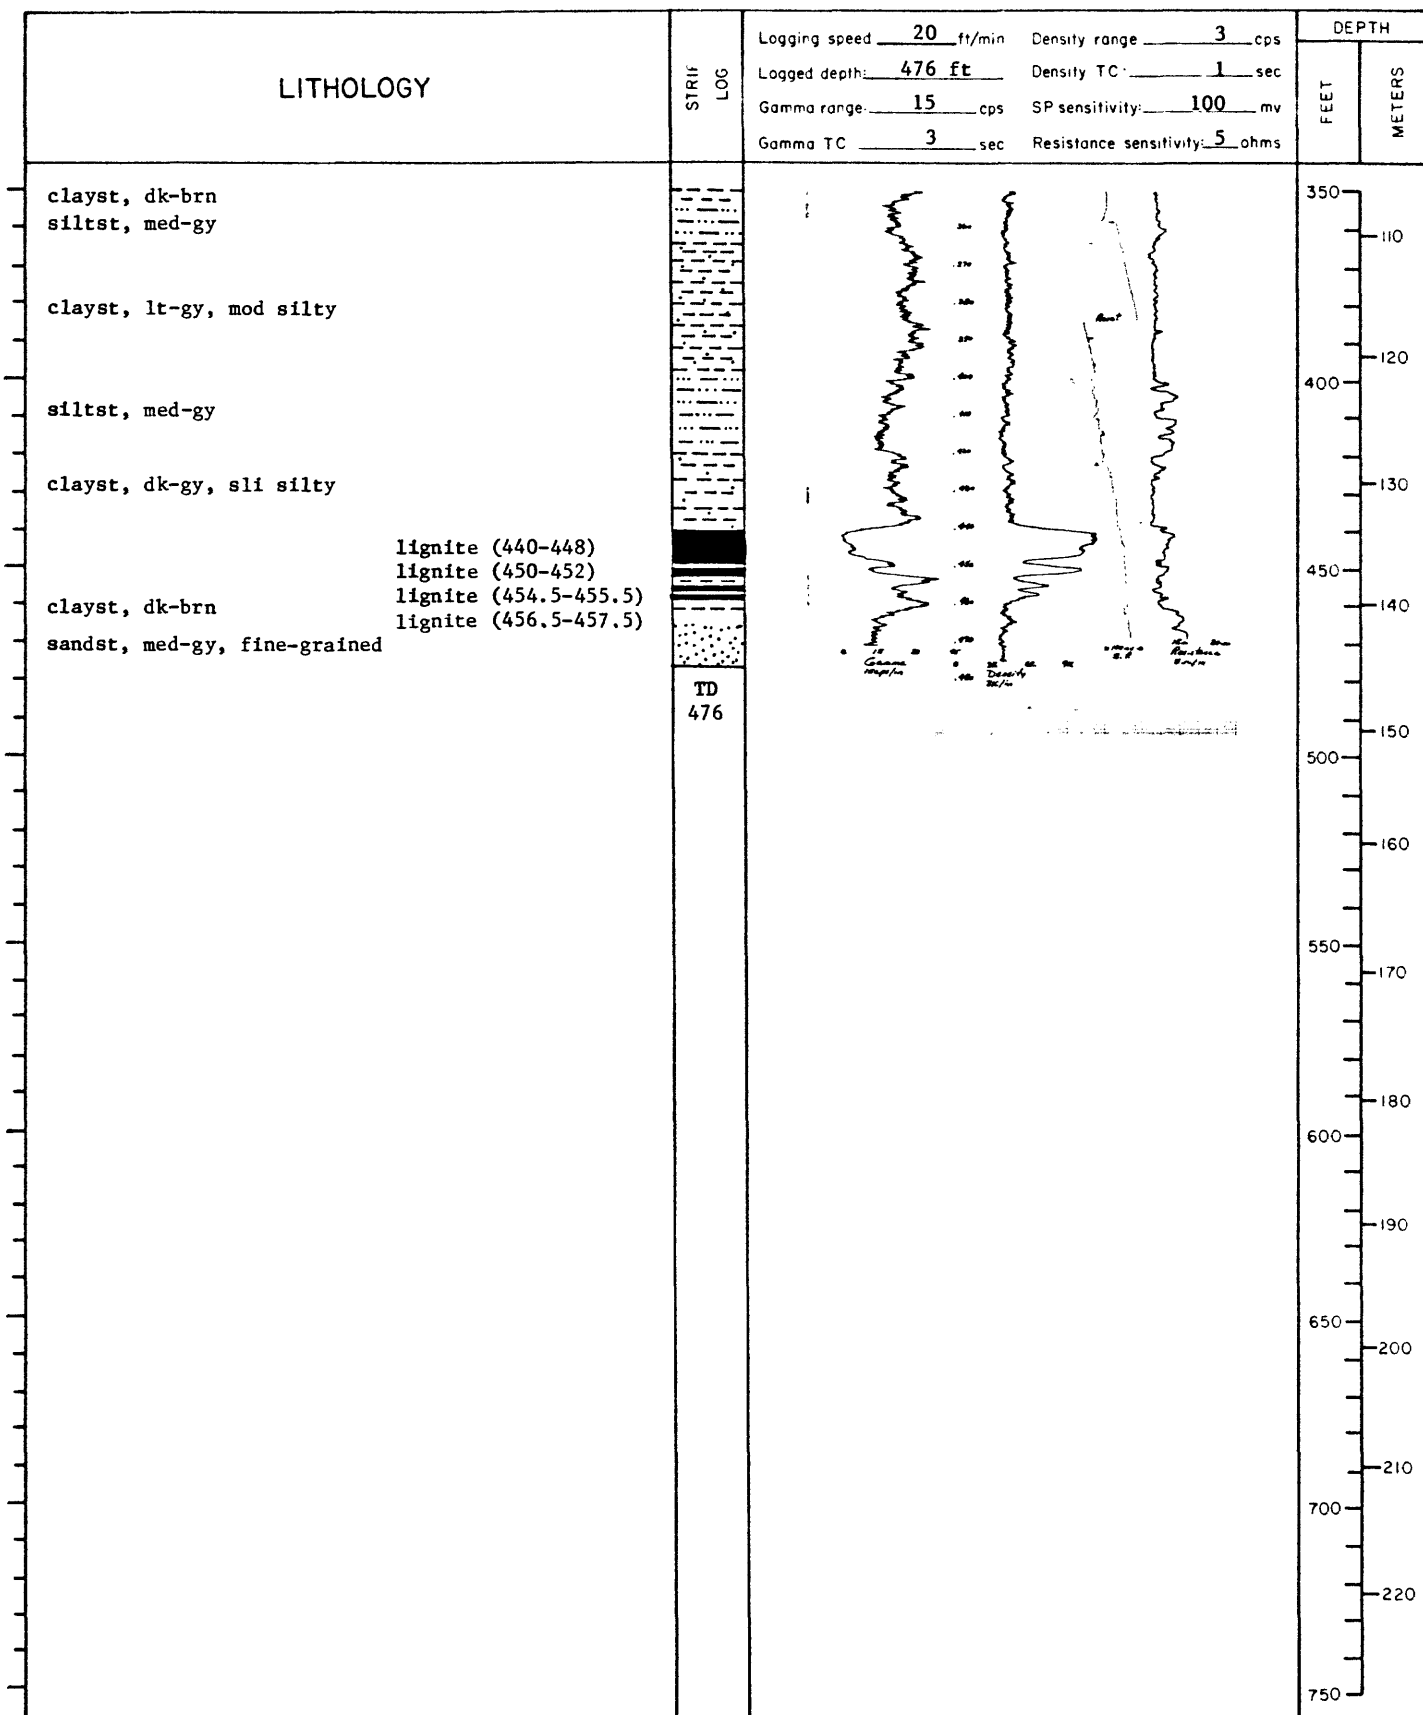 LITHOLOGY
STRIP LOG
Logging speed 20 ft/min Density range 3 cps
Logged depth: 476 ft Density TC 1 sec
Gamma range 15 cps SP sensitivity: 100 mv
Gamma TC 3 sec Resistance sensitivity: 5 ohms
DEPTH
FEET
METERS
clayst, dk-brn
siltst, med-gy
clayst, lt-gy, mod silty
siltst, med-gy
clayst, dk-gy, sli silty
lignite (440-448)
lignite (450-452)
lignite (454.5-455.5)
clayst, dk-brn
lignite (456.5-457.5)
sandst, med-gy, fine-grained
TD
476
Gamma
Density
Resistance
350
110
120
400
130
450
140
150
500
160
550
170
180
600
190
650
200
210
700
220
750